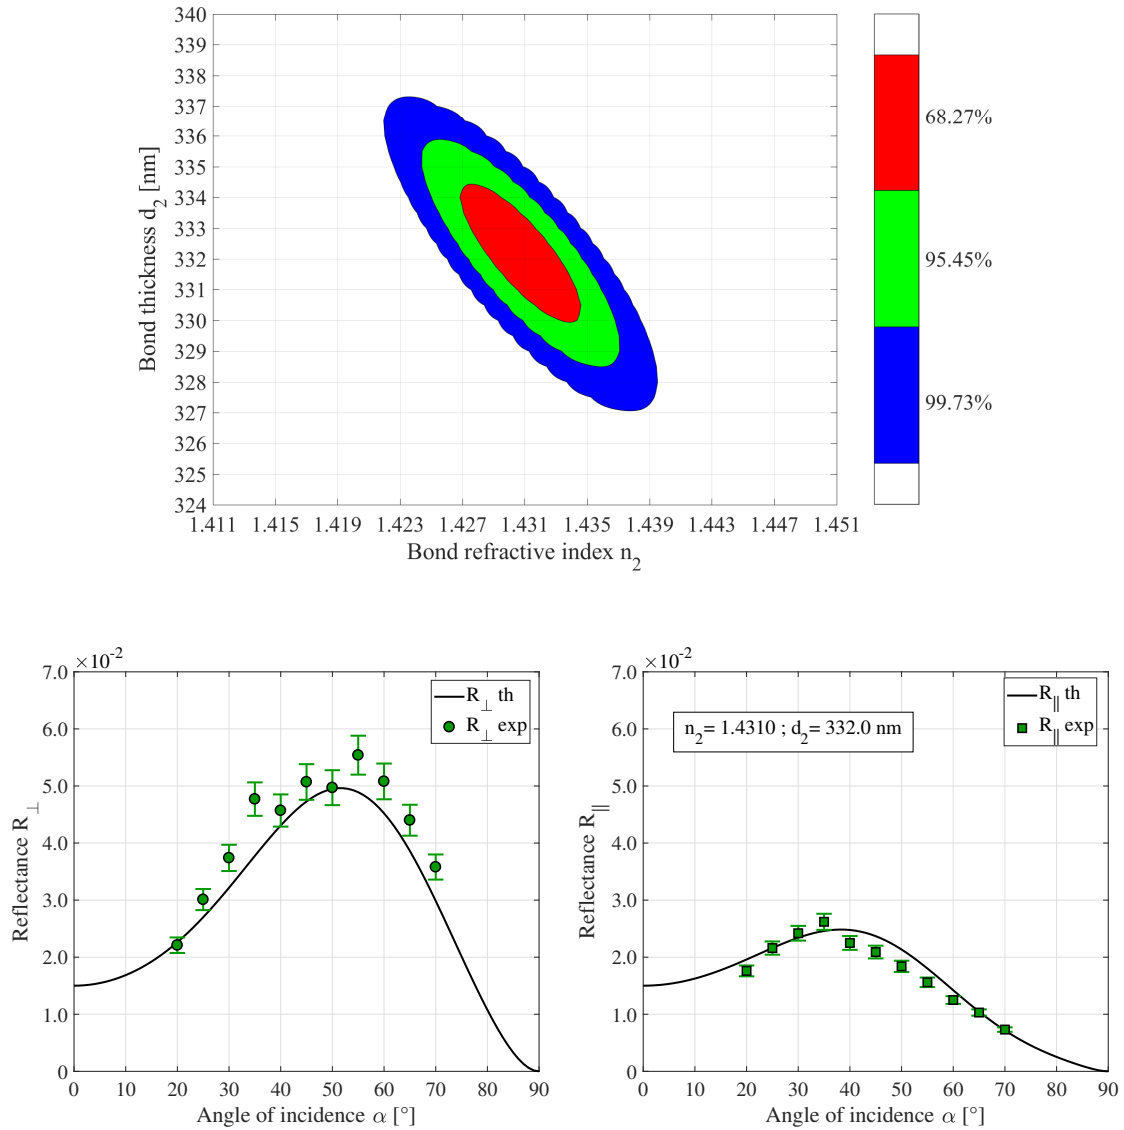 340
339
338
337
336
335
334
333
332
331
330
329
328
327
326
325
324
Bond thickness d2 [nm]
1.411 1.415 1.419 1.423 1.427 1.431 1.435 1.439 1.443 1.447 1.451
Bond refractive index n2
68.27%
95.45%
99.73%
×10-2
7.0
6.0
5.0
4.0
3.0
2.0
1.0
0
Reflectance R⊥
R⊥ th
R⊥ exp
0 10 20 30 40 50 60 70 80 90
Angle of incidence α [°]
×10-2
7.0
6.0
5.0
4.0
3.0
2.0
1.0
0
Reflectance R||
R|| th
R|| exp
n2= 1.4310 ; d2= 332.0 nm
0 10 20 30 40 50 60 70 80 90
Angle of incidence α [°]